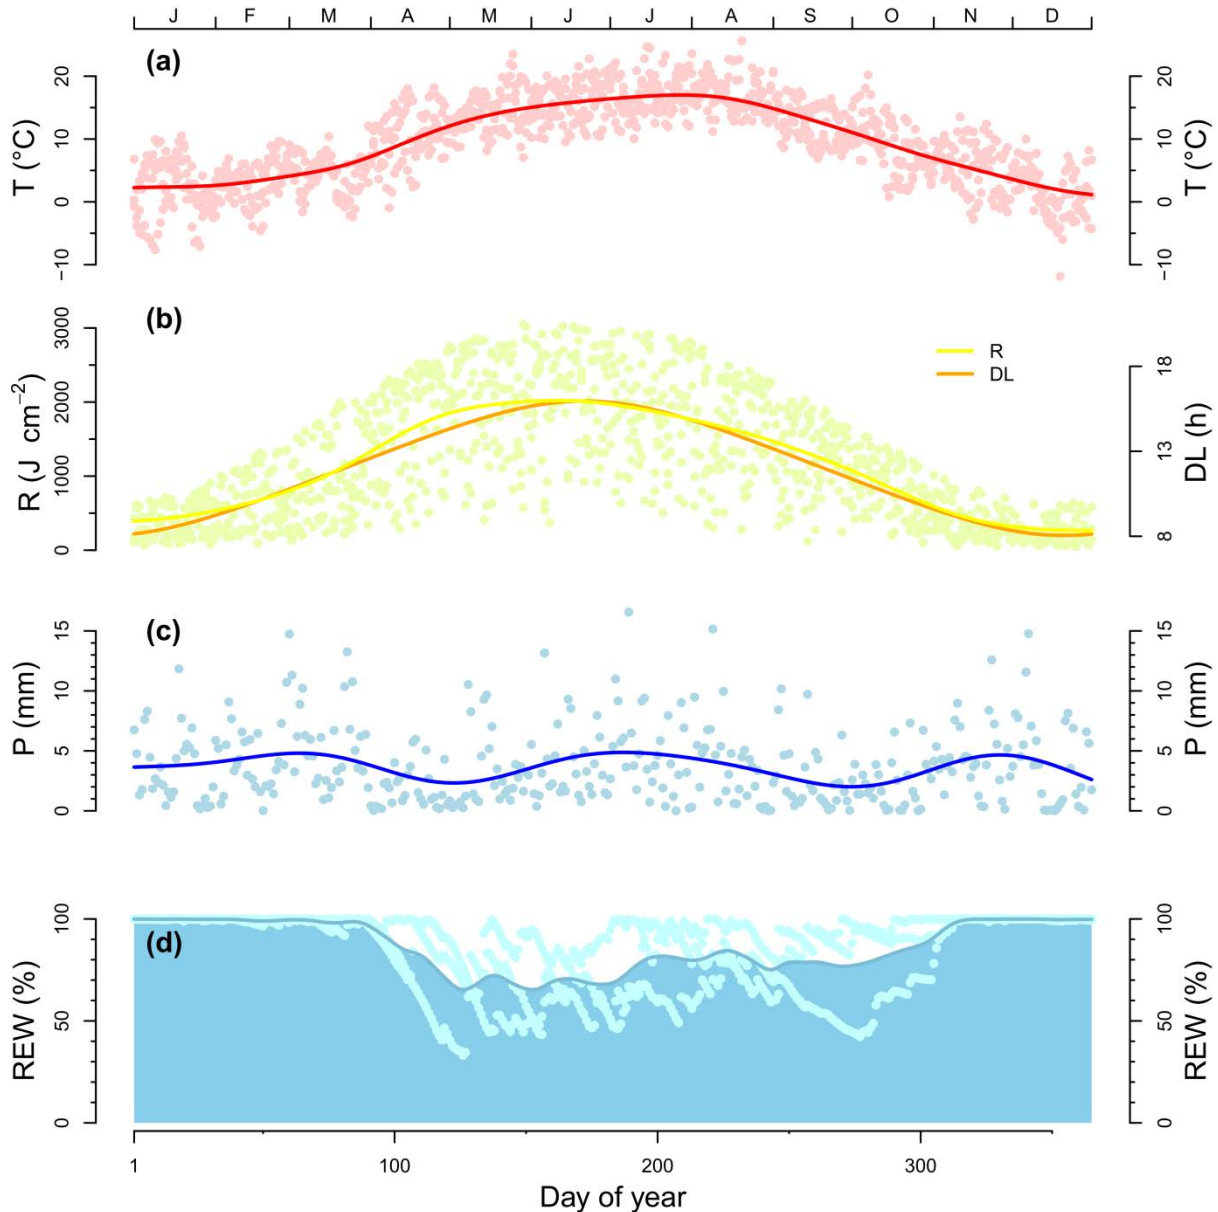 J F M A M J J A S O N D
(a)
T (°C)
20
10
0
−10
20
10
0
−10
T (°C)
(b)
R (J cm⁻²)
3000
2000
1000
0
R
DL
18
13
8
DL (h)
(c)
P (mm)
15
10
5
0
15
10
5
0
P (mm)
(d)
REW (%)
100
50
0
100
50
0
REW (%)
1 100 200 300
Day of year